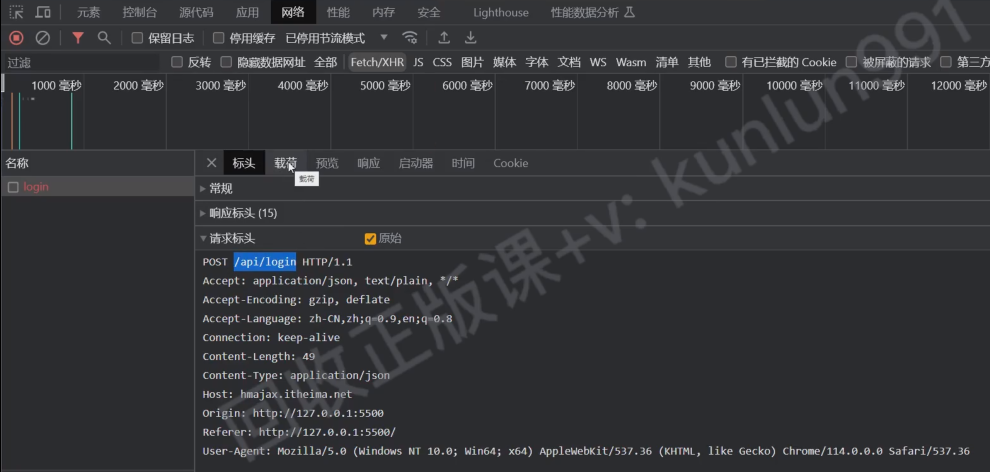 元素 控制台 源代码 应用 网络 性能 内存 安全 Lighthouse 性能数据分析
保留日志 停用缓存 已停用节流模式
过滤 反转 隐藏数据网址 全部 Fetch/XHR JS CSS 图片 媒体 字体 文档 WS Wasm 清单 其他 有已拦截的 Cookie 被屏蔽的请求 第三方
1000 毫秒 2000 毫秒 3000 毫秒 4000 毫秒 5000 毫秒 6000 毫秒 7000 毫秒 8000 毫秒 9000 毫秒 10000 毫秒 11000 毫秒 12000 毫秒
名称 标头 载荷 预览 响应 启动器 时间 Cookie
载荷
login 常规
响应标头 (15)
请求标头 原始
POST /api/login HTTP/1.1
Accept: application/json, text/plain, */*
Accept-Encoding: gzip, deflate
Accept-Language: zh-CN,zh;q=0.9,en;q=0.8
Connection: keep-alive
Content-Length: 49
Content-Type: application/json
Host: hmajax.itheima.net
Origin: http://127.0.0.1:5500
Referer: http://127.0.0.1:5500/
User-Agent: Mozilla/5.0 (Windows NT 10.0; Win64; x64) AppleWebKit/537.36 (KHTML, like Gecko) Chrome/114.0.0.0 Safari/537.36
回收正版课+v: kunlun991